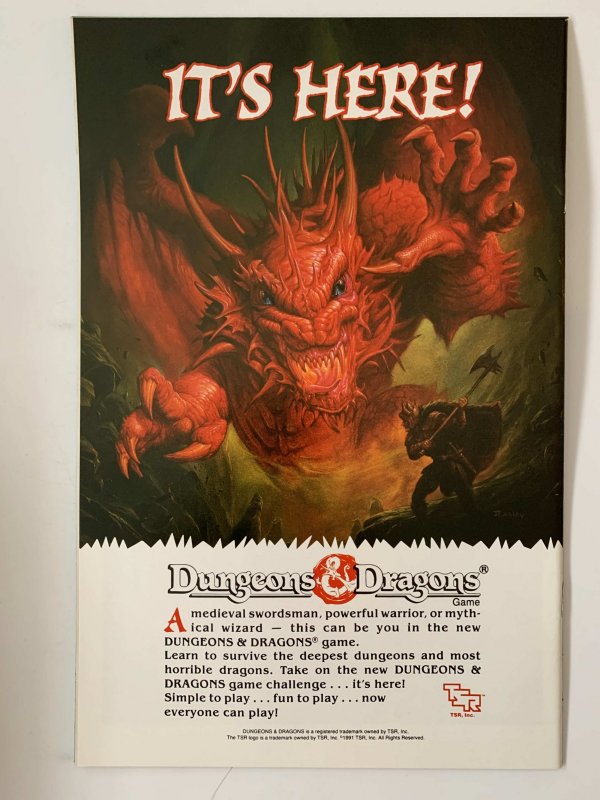 IT'S HERE!
Dungeons & Dragons®
Game
A medieval swordsman, powerful warrior, or myth-
ical wizard — this can be you in the new
DUNGEONS & DRAGONS® game.
Learn to survive the deepest dungeons and most
horrible dragons. Take on the new DUNGEONS &
DRAGONS game challenge . . . it's here!
Simple to play . . . fun to play . . . now
everyone can play!
TSR™
TSR, Inc.
DUNGEONS & DRAGONS is a registered trademark owned by TSR, Inc.
The TSR logo is a trademark owned by TSR, Inc. ©1991 TSR, Inc. All Rights Reserved.